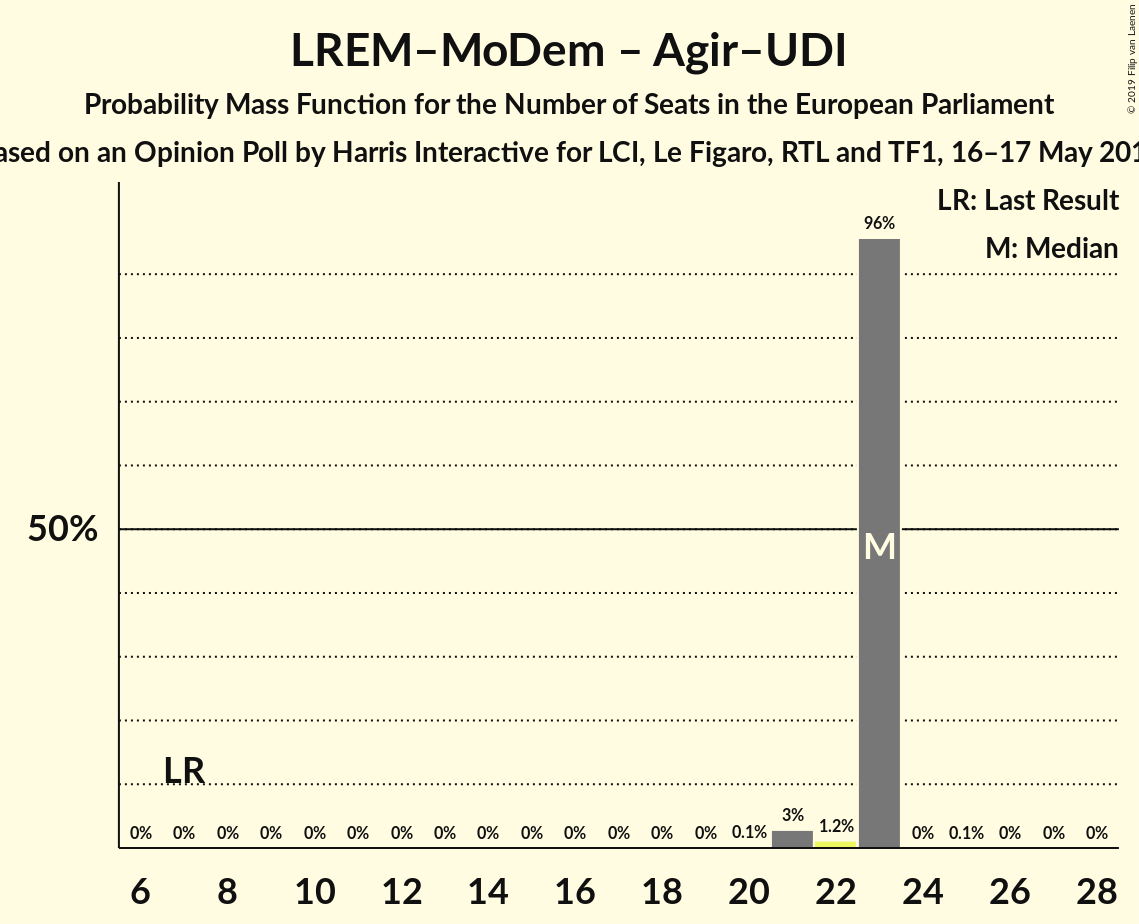 LREM–MoDem – Agir–UDI
Probability Mass Function for the Number of Seats in the European Parliament
ased on an Opinion Poll by Harris Interactive for LCI, Le Figaro, RTL and TF1, 16–17 May 201
© 2019 Filip van Laenen
LR: Last Result
M: Median
96%
50%
M
LR
0% 0% 0% 0% 0% 0% 0% 0% 0% 0% 0% 0% 0% 0% 0.1% 3% 1.2% 0% 0.1% 0% 0% 0%
6 8 10 12 14 16 18 20 22 24 26 28